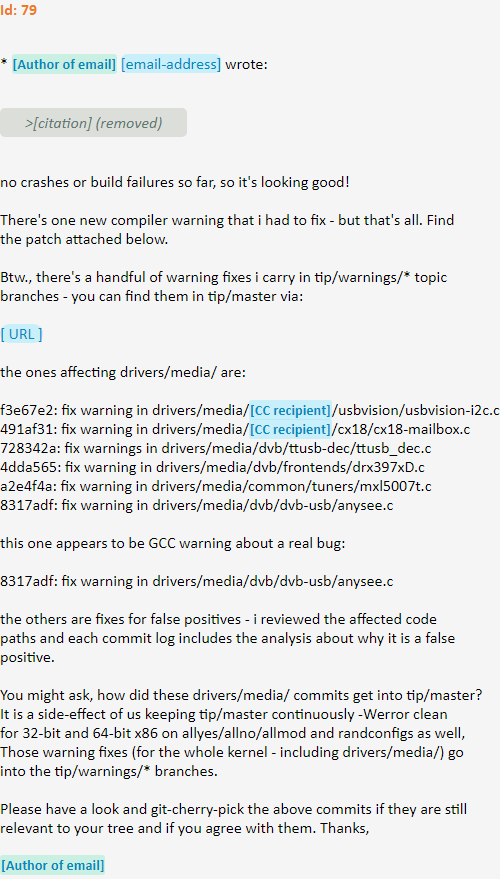 Id: 79
* [Author of email] [email-address] wrote:
>[citation] (removed)
no crashes or build failures so far, so it's looking good!
There's one new compiler warning that i had to fix - but that's all. Find
the patch attached below.
Btw., there's a handful of warning fixes i carry in tip/warnings/* topic
branches - you can find them in tip/master via:
[ URL ]
the ones affecting drivers/media/ are:
f3e67e2: fix warning in drivers/media/[CC recipient]/usbvision/usbvision-i2c.c
491af31: fix warning in drivers/media/[CC recipient]/cx18/cx18-mailbox.c
728342a: fix warnings in drivers/media/dvb/ttusb-dec/ttusb_dec.c
4dda565: fix warning in drivers/media/dvb/frontends/drx397xD.c
a2e4f4a: fix warning in drivers/media/common/tuners/mxl5007t.c
8317adf: fix warning in drivers/media/dvb/dvb-usb/anysee.c
this one appears to be GCC warning about a real bug:
8317adf: fix warning in drivers/media/dvb/dvb-usb/anysee.c
the others are fixes for false positives - i reviewed the affected code
paths and each commit log includes the analysis about why it is a false
positive.
You might ask, how did these drivers/media/ commits get into tip/master?
It is a side-effect of us keeping tip/master continuously -Werror clean
for 32-bit and 64-bit x86 on allyes/allno/allmod and randconfigs as well,
Those warning fixes (for the whole kernel - including drivers/media/) go
into the tip/warnings/* branches.
Please have a look and git-cherry-pick the above commits if they are still
relevant to your tree and if you agree with them. Thanks,
[Author of email]